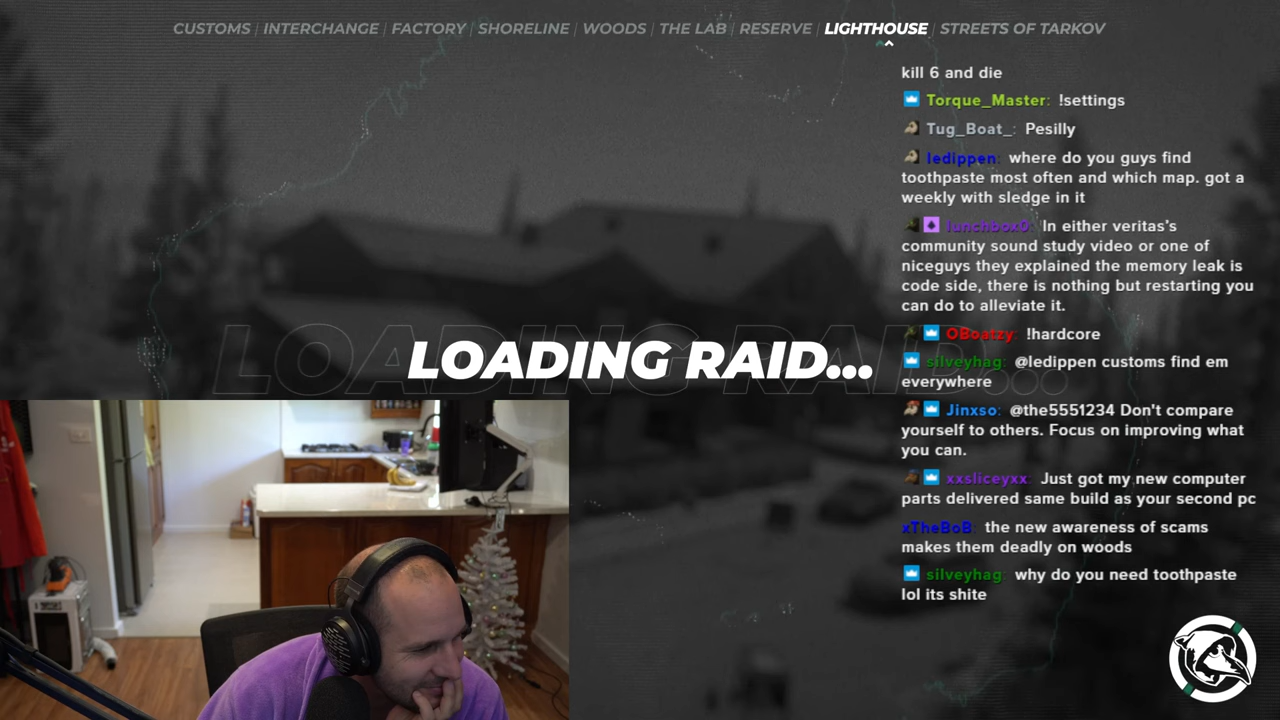 CUSTOMS | INTERCHANGE | FACTORY | SHORELINE | WOODS | THE LAB | RESERVE | LIGHTHOUSE | STREETS OF TARKOV
kill 6 and die
Torque_Master: !settings
Tug_Boat_: Pesilly
ledippen: where do you guys find
toothpaste most often and which map. got a
weekly with sledge in it
lunchbox0: In either veritas's
community sound study video or one of
niceguys they explained the memory leak is
code side, there is nothing but restarting you
can do to alleviate it.
OBoatzy: !hardcore
silveyhag: @ledippen customs find em
everywhere
LOADING RAID...
LOADING RAID...
Jinxso: @the5551234 Don't compare
yourself to others. Focus on improving what
you can.
xxsliceyxx: Just got my new computer
parts delivered same build as your second pc
xTheBoB: the new awareness of scams
makes them deadly on woods
silveyhag: why do you need toothpaste
lol its shite